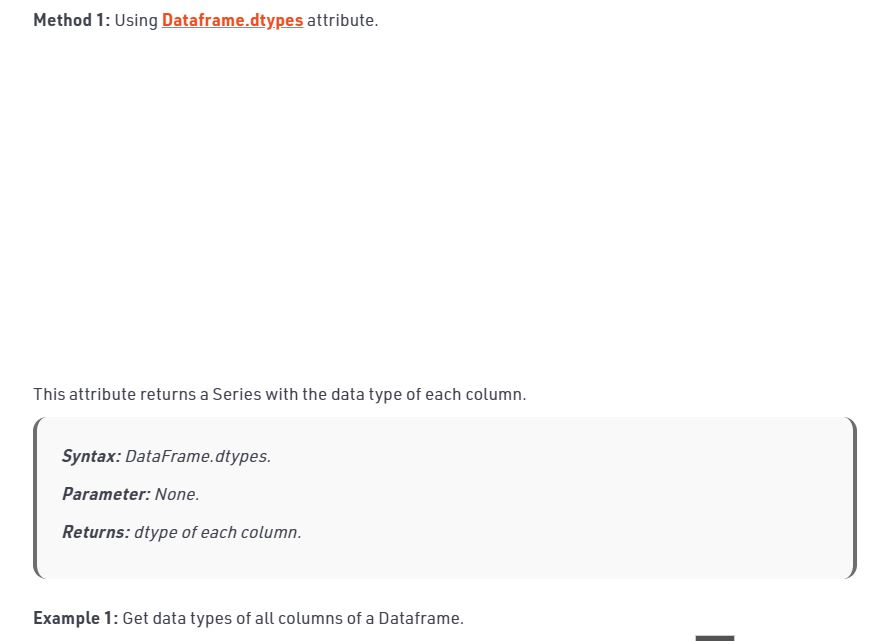 Method 1: Using Dataframe.dtypes attribute.
This attribute returns a Series with the data type of each column.
Syntax: DataFrame.dtypes.
Parameter: None.
Returns: dtype of each column.
Example 1: Get data types of all columns of a Dataframe.